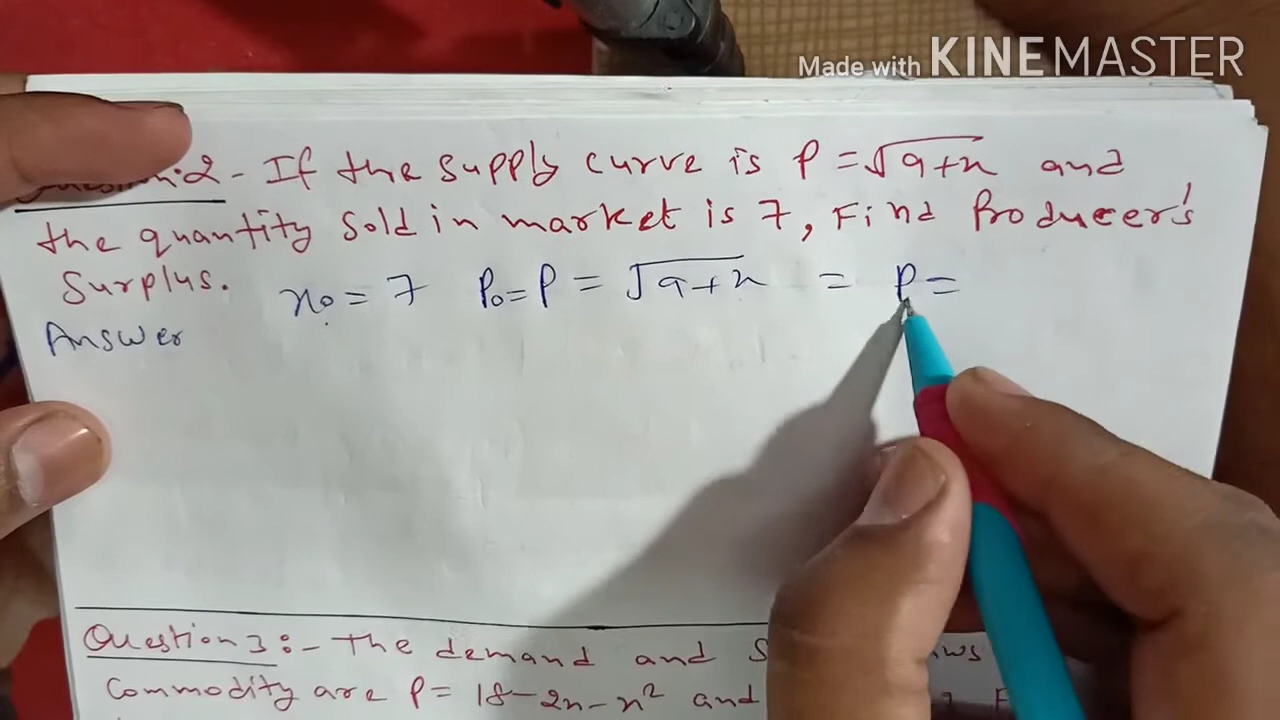 Made with KINEMASTER
2 - If the supply curve is P = √9+x and
the quantity sold in market is 7, Find Producer's
Surplus. x₀ = 7 P₀ = P = √9+x = P =
Answer
Question 3:- The demand and
Commodity are P = 18-2x-x² and